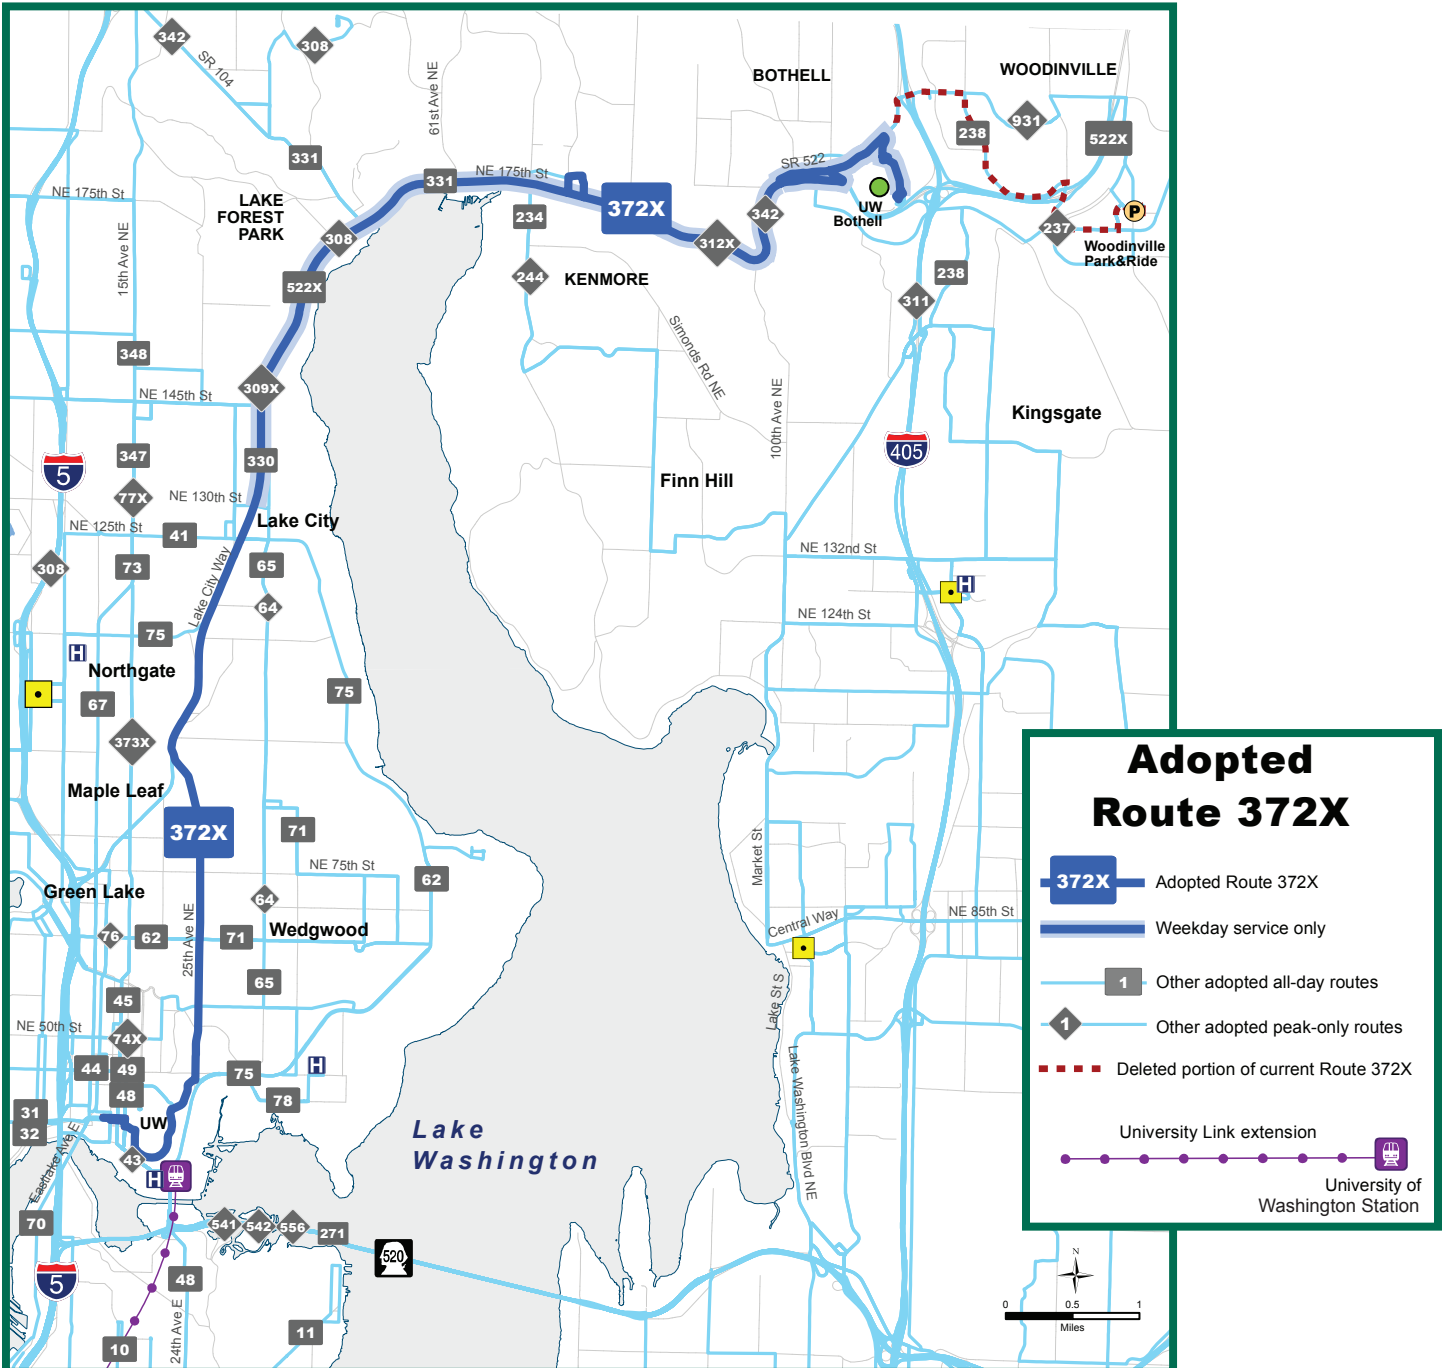 342
308
SR 104
61st Ave NE
BOTHELL
WOODINVILLE
931
238
522X
331
331
NE 175th St
SR 522
NE 175th St
LAKE
FOREST
PARK
15th Ave NE
308
372X
234
312X
342
UW
Bothell
P
237
Woodinville
Park&Ride
522X
244
KENMORE
238
311
Simonds Rd NE
348
309X
NE 145th St
100th Ave NE
Kingsgate
5
347
330
405
77X
NE 130th St
Finn Hill
Lake City
NE 125th St
41
NE 132nd St
308
73
65
Lake City Way
H
64
NE 124th St
75
H
Northgate
67
75
373X
Maple Leaf
372X
71
NE 75th St
62
Market St
Green Lake
64
25th Ave NE
76
62
71
Wedgwood
Central Way
NE 85th St
65
45
Lake St S
NE 50th St
74X
44
49
75
H
48
78
31
32
UW
Eastlake Ave E
43
H
Lake
Washington
Lake Washington Blvd NE
70
541
542
556
271
520
5
48
24th Ave E
11
10
Adopted
Route 372X
372X
Adopted Route 372X
Weekday service only
1
Other adopted all-day routes
1
Other adopted peak-only routes
Deleted portion of current Route 372X
University Link extension
University of
Washington Station
N
0 0.5 1
Miles